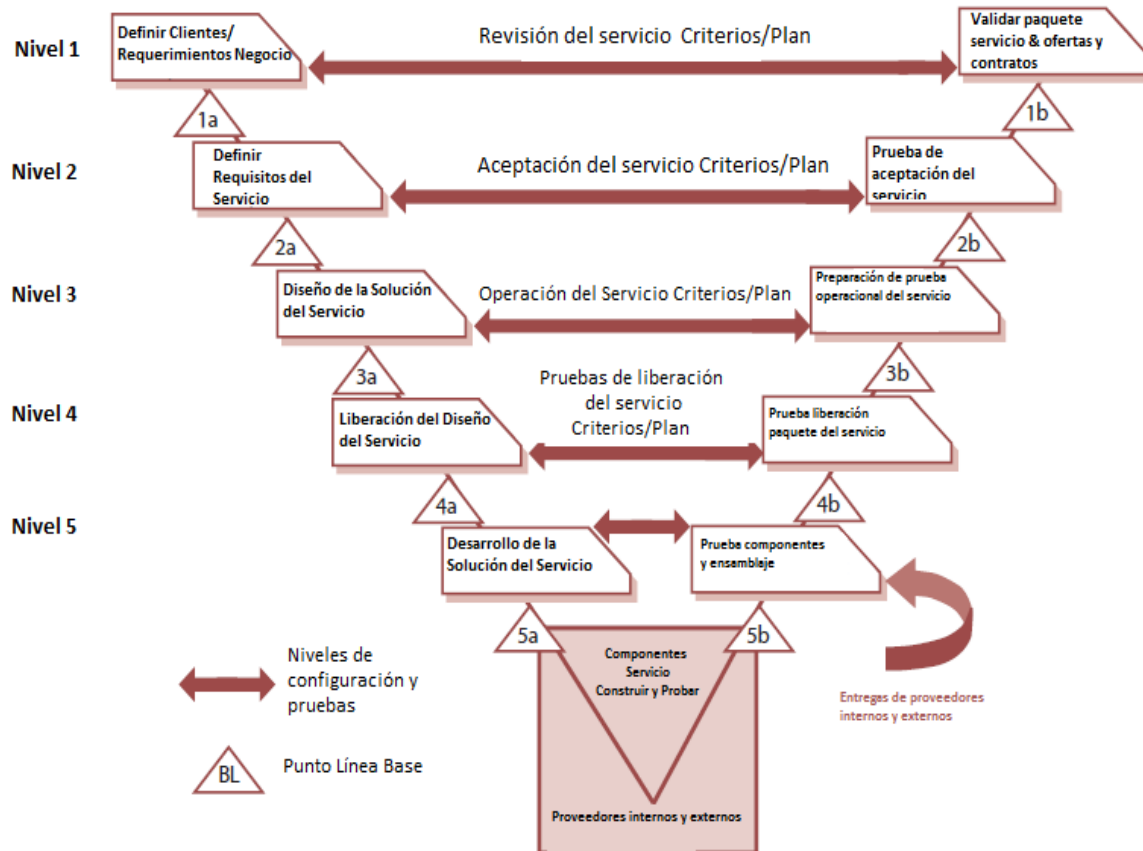 Nivel 1
Definir Clientes/
Requerimientos Negocio
Revisión del servicio Criterios/Plan
Validar paquete
servicio & ofertas y
contratos
1a
1b
Nivel 2
Definir
Requisitos del
Servicio
Aceptación del servicio Criterios/Plan
Prueba de
aceptación del
servicio
2a
2b
Nivel 3
Diseño de la Solución
del Servicio
Operación del Servicio Criterios/Plan
Preparación de prueba
operacional del servicio
3a
3b
Nivel 4
Liberación del Diseño
del Servicio
Pruebas de liberación
del servicio
Criterios/Plan
Prueba liberación
paquete del servicio
4a
4b
Nivel 5
Desarrollo de la
Solución del Servicio
Prueba componentes
y ensamblaje
5a
5b
Componentes
Servicio
Construir y Probar
Proveedores internos y externos
Entregas de proveedores
internos y externos
Niveles de
configuración y
pruebas
BL
Punto Línea Base